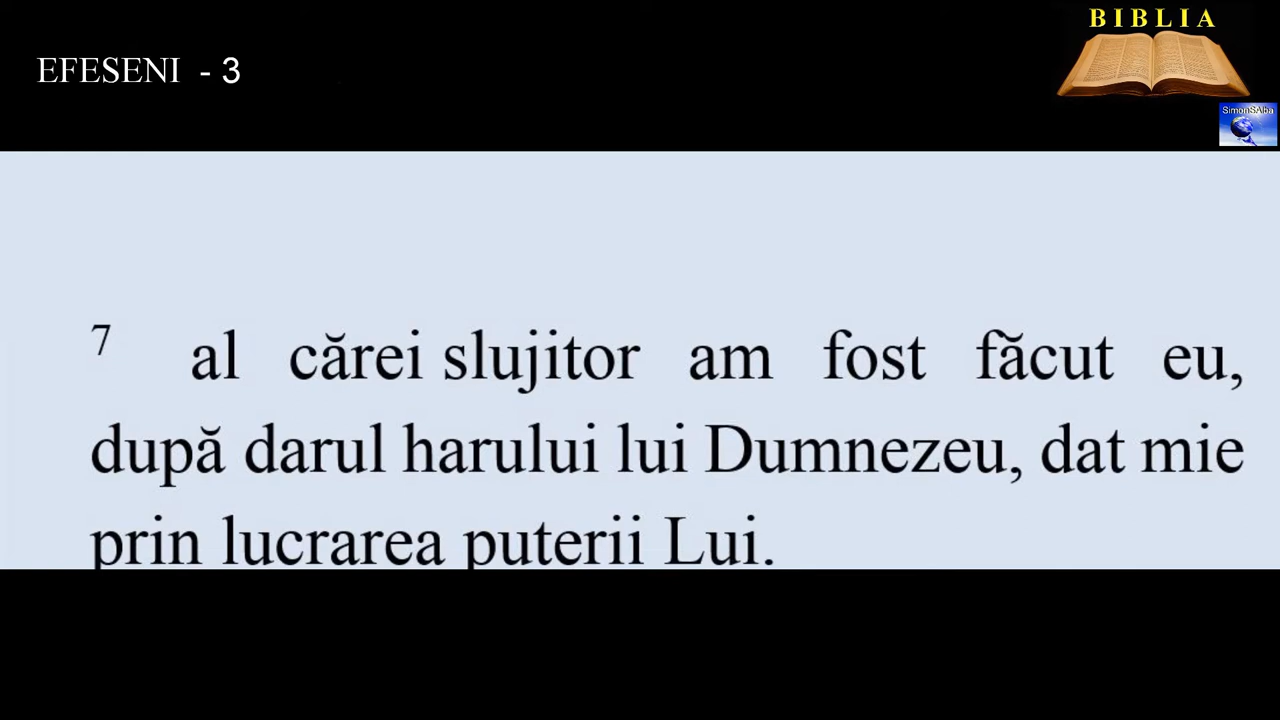 BIBLIA
EFESENI - 3
SimonSAlba
7 al cărei slujitor am fost făcut eu,
după darul harului lui Dumnezeu, dat mie
prin lucrarea puterii Lui.